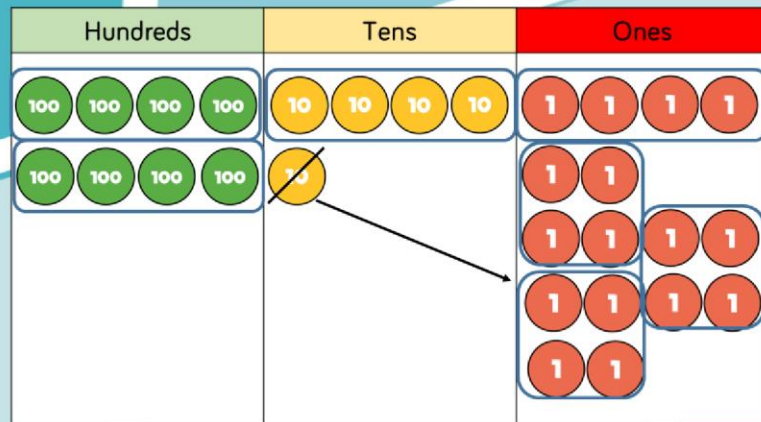 Hundreds Tens Ones
100 100 100 100 10 10 10 10 1 1 1 1
100 100 100 100 10 1 1
1 1 1 1
1 1 1 1
1 1